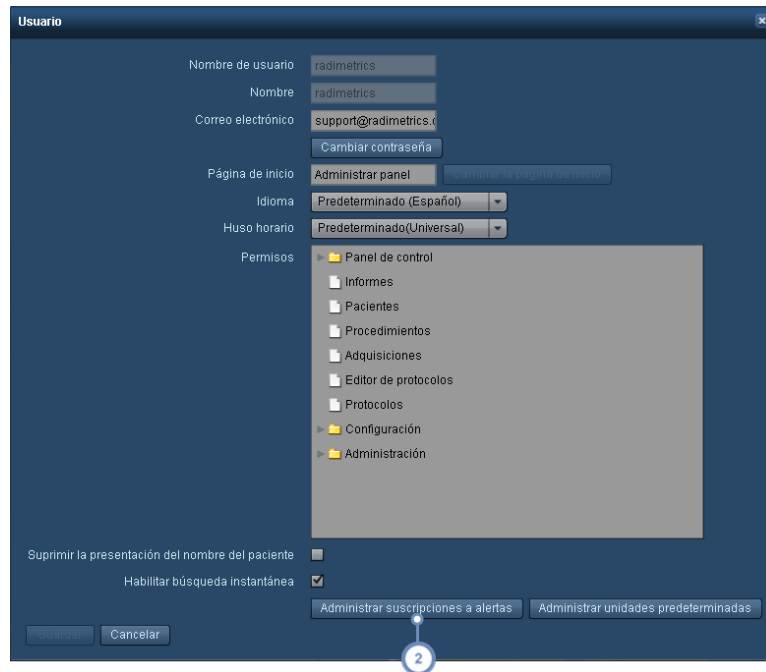 Usuario
Nombre de usuario radimetrics
Nombre radimetrics
Correo electrónico support@radimetrics.c
Cambiar contraseña
Página de inicio Administrar panel Cambiar la página de inicio
Idioma Predeterminado (Español)
Huso horario Predeterminado(Universal)
Permisos Panel de control
Informes
Pacientes
Procedimientos
Adquisiciones
Editor de protocolos
Protocolos
Configuración
Administración
Suprimir la presentación del nombre del paciente
Habilitar búsqueda instantánea
Administrar suscripciones a alertas Administrar unidades predeterminadas
Guardar Cancelar
2